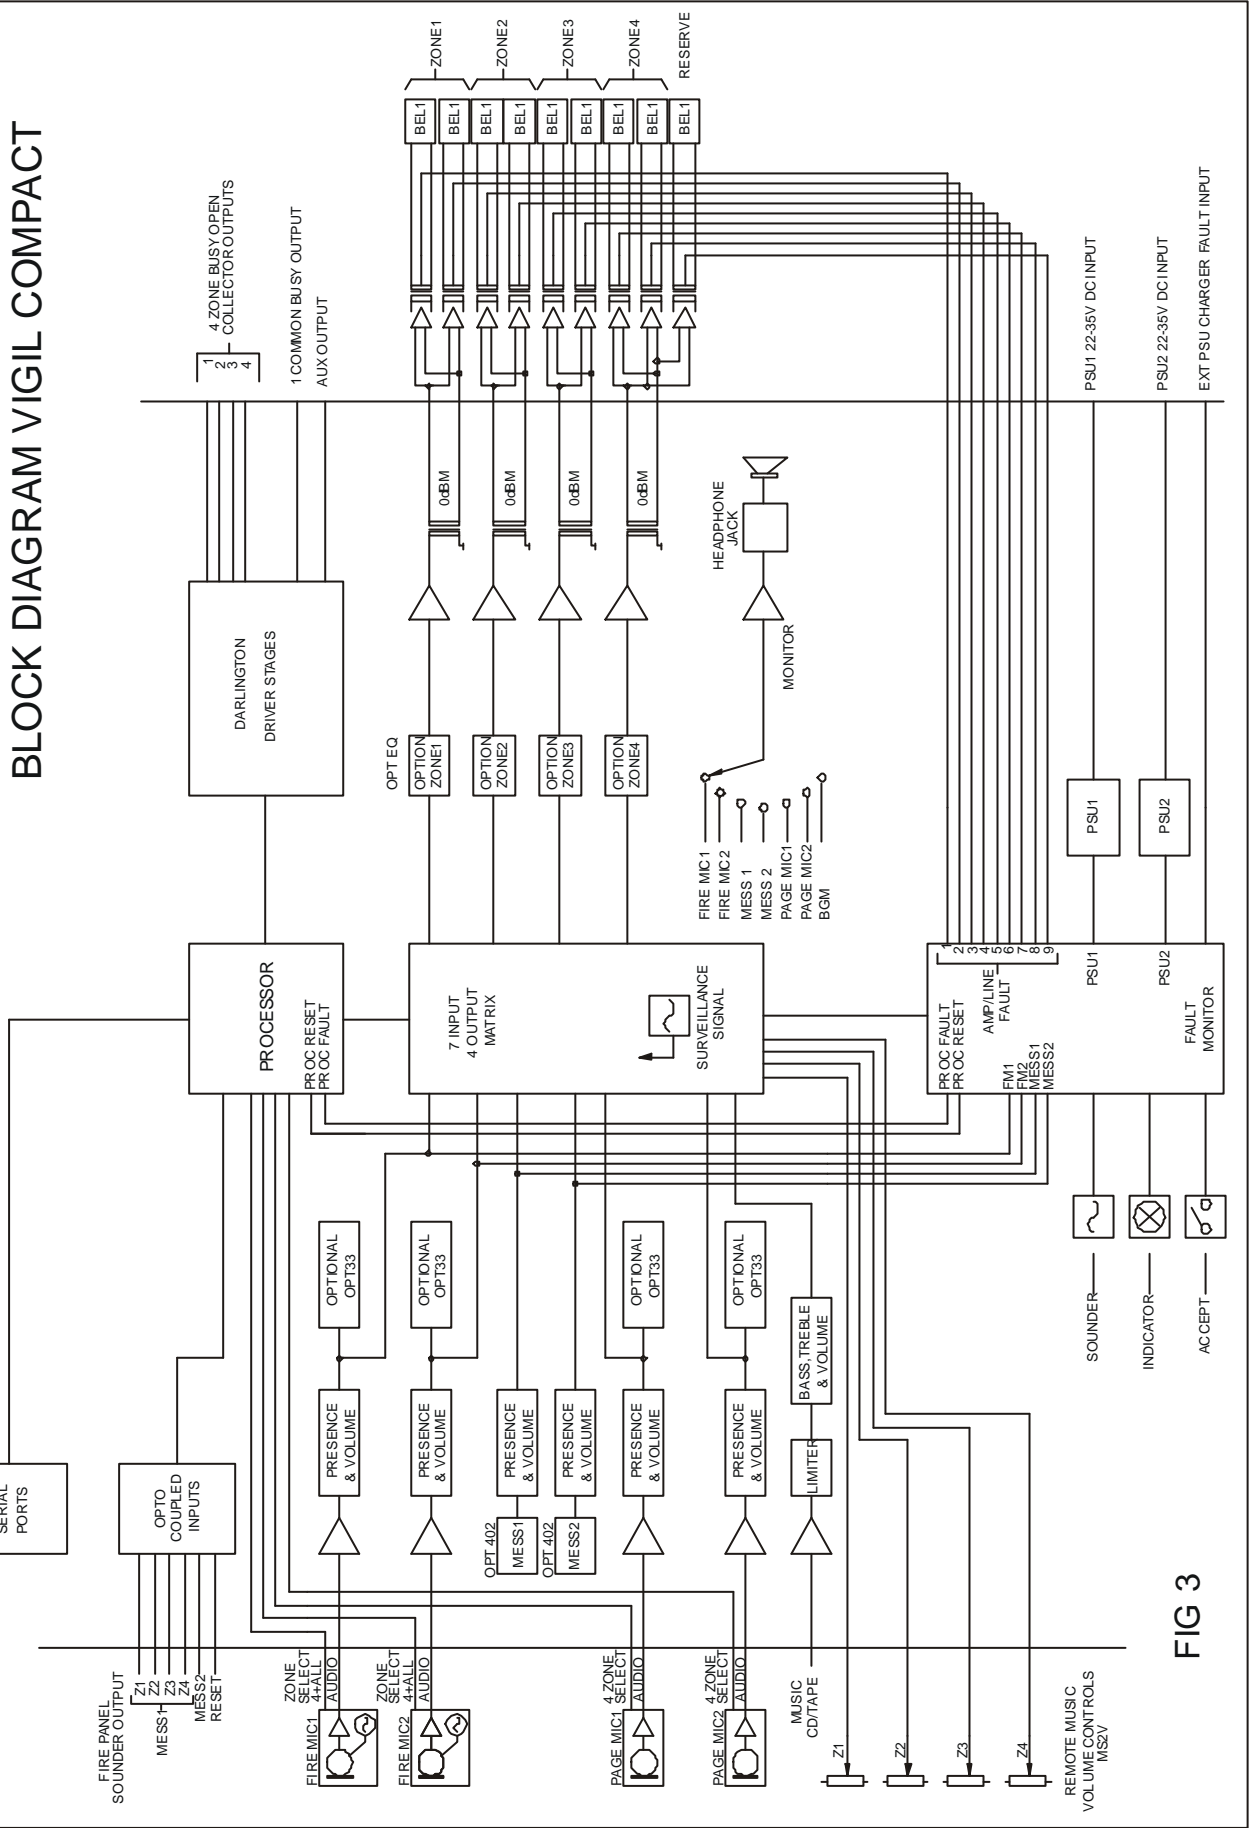 BLOCK DIAGRAM VIGIL COMPACT
SERIAL
PORTS
FIRE PANEL
SOUNDER OUTPUT
Z1
Z2
Z3
Z4
MESS1
MESS2
RESET
OPTO
COUPLED
INPUTS
PROCESSOR
PROC RESET
PROC FAULT
DARLINGTON
DRIVER STAGES
1
2
3
4
4 ZONE BUSY OPEN
COLLECTOR OUTPUTS
1 COMMON BUSY OUTPUT
AUX OUTPUT
ZONE
SELECT
4+ALL
AUDIO
FIRE MIC1
PRESENCE
& VOLUME
OPTIONAL
OPT33
ZONE
SELECT
4+ALL
AUDIO
FIRE MIC2
PRESENCE
& VOLUME
OPTIONAL
OPT33
OPT 402
MESS1
PRESENCE
& VOLUME
OPT 402
MESS2
PRESENCE
& VOLUME
4 ZONE
SELECT
AUDIO
PAGE MIC1
PRESENCE
& VOLUME
OPTIONAL
OPT33
4 ZONE
SELECT
AUDIO
PAGE MIC2
PRESENCE
& VOLUME
OPTIONAL
OPT33
MUSIC
CD/TAPE
LIMITER
BASS,TREBLE
& VOLUME
Z1
Z2
Z3
Z4
REMOTE MUSIC
VOLUME CONTROLS
MS2V
7 INPUT
4 OUTPUT
MATRIX
SURVEILLANCE
SIGNAL
OPT EQ
OPTION
ZONE1
OPTION
ZONE2
OPTION
ZONE3
OPTION
ZONE4
0dBM
0dBM
0dBM
0dBM
BEL1
BEL1
BEL1
BEL1
BEL1
BEL1
BEL1
BEL1
BEL1
ZONE1
ZONE2
ZONE3
ZONE4
RESERVE
FIRE MIC1
FIRE MIC2
MESS 1
MESS 2
PAGE MIC1
PAGE MIC2
BGM
MONITOR
HEADPHONE
JACK
PROC FAULT
PROC RESET
FM1
FM2
MESS1
MESS2
1
2
3
4
5
6
7
8
9
AMP/LINE
FAULT
PSU1
PSU2
FAULT
MONITOR
PSU1
PSU2
PSU1 22-35V DC INPUT
PSU2 22-35V DC INPUT
EXT PSU CHARGER FAULT INPUT
SOUNDER
INDICATOR
ACCEPT
FIG 3